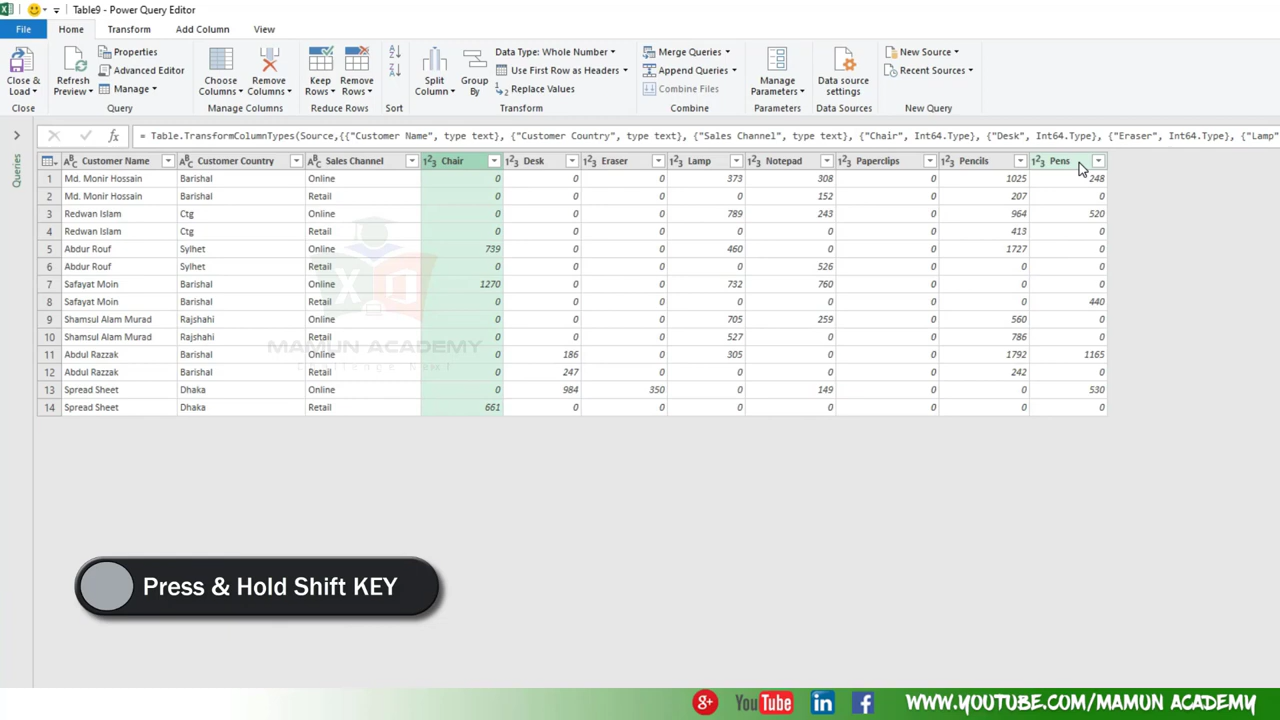 Table9 - Power Query Editor
File Home Transform Add Column View
Close & Load Refresh Preview Properties Advanced Editor Manage Choose Columns Remove Columns Keep Rows Remove Rows Split Column Group By Data Type: Whole Number Use First Row as Headers Replace Values Merge Queries Append Queries Combine Files Manage Parameters Data source settings New Source Recent Sources
Close Query Manage Columns Reduce Rows Sort Transform Combine Parameters Data Sources New Query
fx = Table.TransformColumnTypes(Source,{{"Customer Name", type text}, {"Customer Country", type text}, {"Sales Channel", type text}, {"Chair", Int64.Type}, {"Desk", Int64.Type}, {"Eraser", Int64.Type}, {"Lamp"
Queries
Customer Name Customer Country Sales Channel Chair Desk Eraser Lamp Notepad Paperclips Pencils Pens
1 Md. Monir Hossain Barishal Online 0 0 0 373 308 0 1025 248
2 Md. Monir Hossain Barishal Retail 0 0 0 0 152 0 207 0
3 Redwan Islam Ctg Online 0 0 0 789 243 0 964 520
4 Redwan Islam Ctg Retail 0 0 0 0 0 0 413 0
5 Abdur Rouf Sylhet Online 739 0 0 460 0 0 1727 0
6 Abdur Rouf Sylhet Retail 0 0 0 0 526 0 0 0
7 Safayat Moin Barishal Online 1270 0 0 732 760 0 0 0
8 Safayat Moin Barishal Retail 0 0 0 0 0 0 0 440
9 Shamsul Alam Murad Rajshahi Online 0 0 0 705 259 0 560 0
10 Shamsul Alam Murad Rajshahi Retail 0 0 0 527 0 0 786 0
11 Abdul Razzak Barishal Online 0 186 0 305 0 0 1792 1165
12 Abdul Razzak Barishal Retail 0 247 0 0 0 0 242 0
13 Spread Sheet Dhaka Online 0 984 350 0 149 0 0 530
14 Spread Sheet Dhaka Retail 661 0 0 0 0 0 0 0
MAMUN ACADEMY
Challenge Next
Press & Hold Shift KEY
YouTube WWW.YOUTUBE.COM/MAMUN ACADEMY